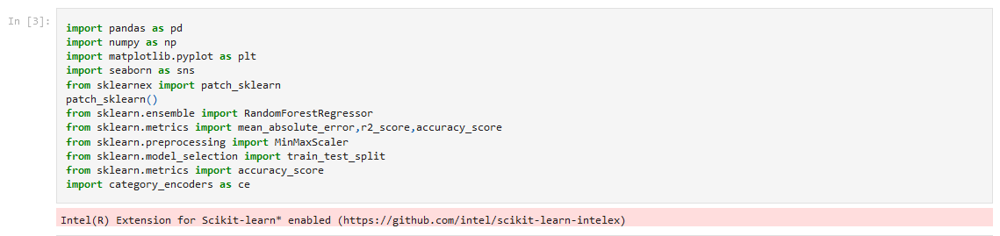 In [3]:
import pandas as pd
import numpy as np
import matplotlib.pyplot as plt
import seaborn as sns
from sklearnex import patch_sklearn
patch_sklearn()
from sklearn.ensemble import RandomForestRegressor
from sklearn.metrics import mean_absolute_error,r2_score,accuracy_score
from sklearn.preprocessing import MinMaxScaler
from sklearn.model_selection import train_test_split
from sklearn.metrics import accuracy_score
import category_encoders as ce
Intel(R) Extension for Scikit-learn* enabled (https://github.com/intel/scikit-learn-intelex)